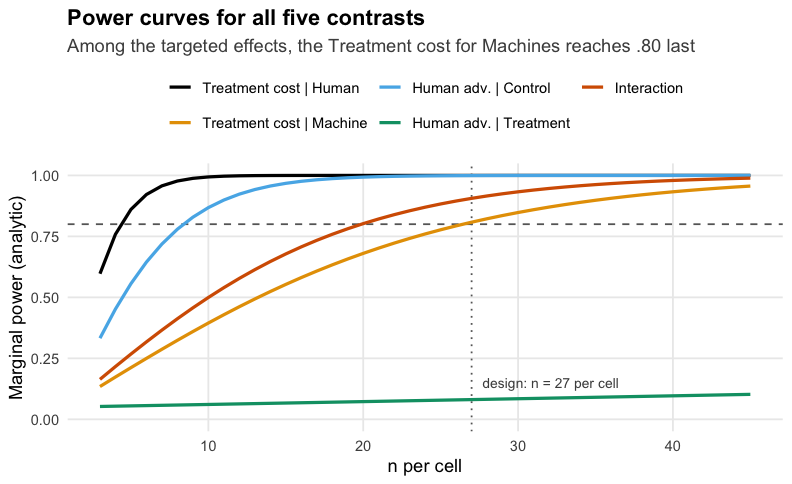 Power curves for all five contrasts
Among the targeted effects, the Treatment cost for Machines reaches .80 last
Treatment cost | Human
Human adv. | Control
Interaction
Treatment cost | Machine
Human adv. | Treatment
Marginal power (analytic)
1.00
0.75
0.50
0.25
0.00
design: n = 27 per cell
10
20
30
40
n per cell